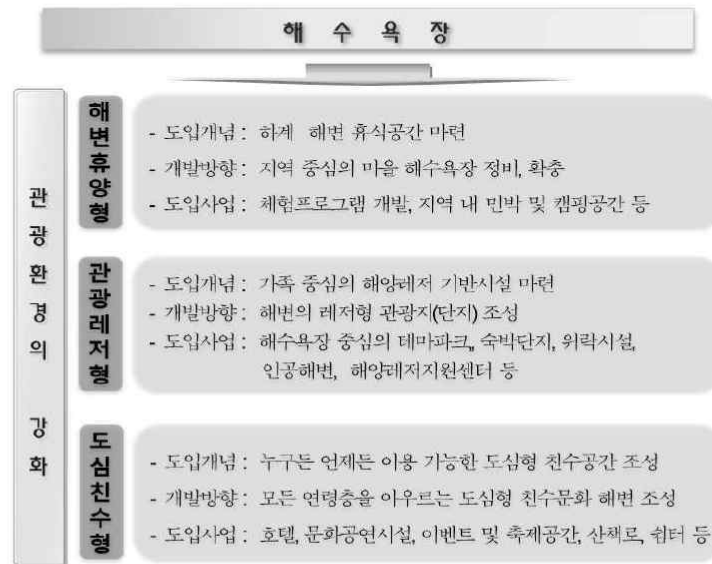 해 수 욕 장
관광환경의 강화
해변휴양형
- 도입개념 : 하계 해변 휴식공간 마련
- 개발방향 : 지역 중심의 마을 해수욕장 정비, 확충
- 도입사업 : 체험프로그램 개발, 지역 내 민박 및 캠핑공간 등
관광레저형
- 도입개념 : 가족 중심의 해양레저 기반시설 마련
- 개발방향 : 해변의 레저형 관광지(단지) 조성
- 도입사업 : 해수욕장 중심의 테마파크, 숙박단지, 위락시설,
인공해변, 해양레저지원센터 등
도심친수형
- 도입개념 : 누구든 언제든 이용 가능한 도심형 친수공간 조성
- 개발방향 : 모든 연령층을 아우르는 도심형 친수문화 해변 조성
- 도입사업 : 호텔, 문화공연시설, 이벤트 및 축제공간, 산책로, 쉼터 등